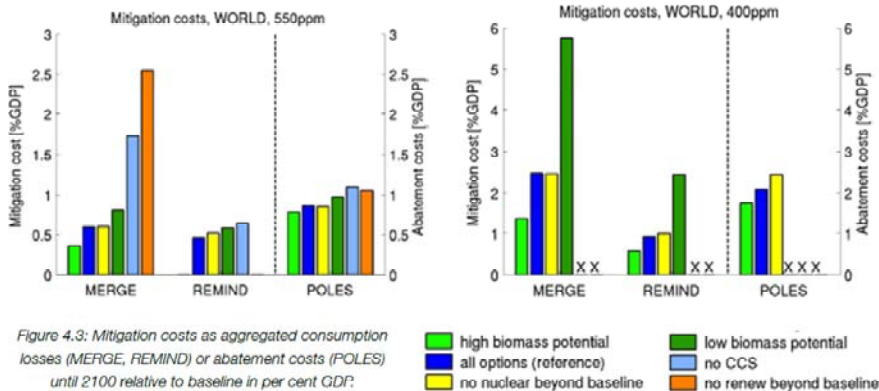 Mitigation costs, WORLD, 550ppm
3
2.5
2
1.5
1
0.5
0
Mitigation cost [%GDP]
MERGE
REMIND
POLES
3
2.5
2
1.5
1
0.5
0
Abatement costs [%GDP]
Mitigation costs, WORLD, 400ppm
6
5
4
3
2
1
0
Mitigation cost [%GDP]
X X
X X
X X X
MERGE
REMIND
POLES
6
5
4
3
2
1
0
Abatement costs [%GDP]
Figure 4.3: Mitigation costs as aggregated consumption
losses (MERGE, REMIND) or abatement costs (POLES)
until 2100 relative to baseline in per cent GDP.
high biomass potential
all options (reference)
no nuclear beyond baseline
low biomass potential
no CCS
no renew beyond baseline